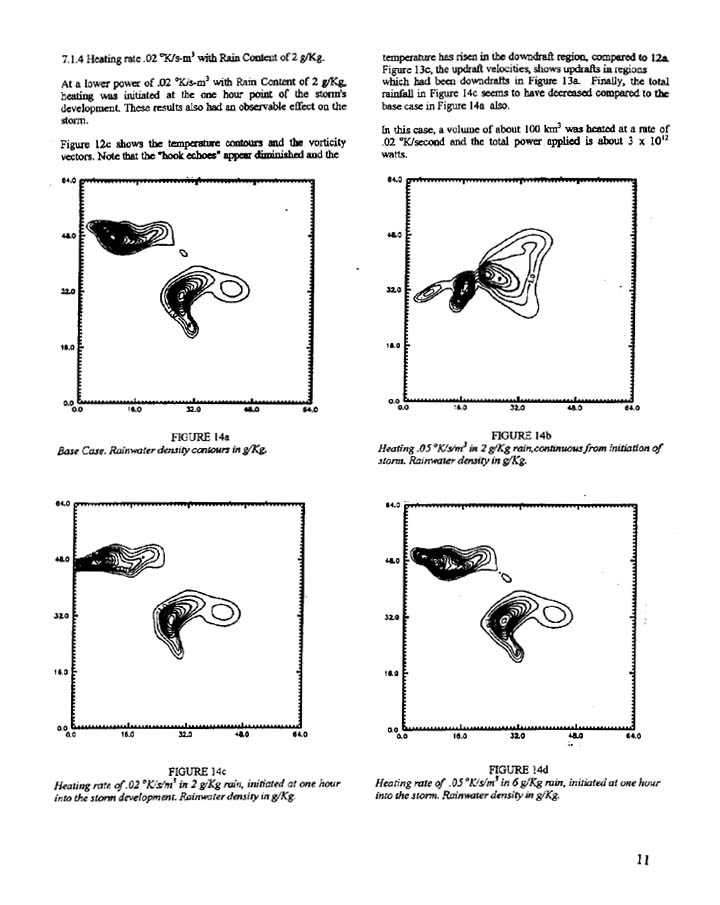 7.1.4 Heating rate .02 °K/s-m³ with Rain Content of 2 g/Kg.
At a lower power of .02 °K/s-m³ with Rain Content of 2 g/Kg,
heating was initiated at the one hour point of the storm's
development. These results also had an observable effect on the
storm.
Figure 12c shows the temperature contours and the vorticity
vectors. Note that the "hook echoes" appear diminished and the
temperature has risen in the downdraft region, compared to 12a.
Figure 13c, the updraft velocities, shows updrafts in regions
which had been downdrafts in Figure 13a. Finally, the total
rainfall in Figure 14c seems to have decreased compared to the
base case in Figure 14a also.
In this case, a volume of about 100 km³ was heated at a rate of
.02 °K/second and the total power applied is about 3 x 10¹²
watts.
64.0
48.0
32.0
16.0
0.0
0.0 16.0 32.0 48.0 64.0
FIGURE 14a
Base Case. Rainwater density contours in g/Kg.
64.0
48.0
32.0
16.0
0.0
0.0 16.0 32.0 48.0 64.0
FIGURE 14b
Heating .05 °K/s/m³ in 2 g/Kg rain,continuous from initiation of
storm. Rainwater density in g/Kg.
64.0
48.0
32.0
16.0
0.0
0.0 16.0 32.0 48.0 64.0
FIGURE 14c
Heating rate of .02 °K/s/m³ in 2 g/Kg rain, initiated at one hour
into the storm development. Rainwater density in g/Kg.
64.0
48.0
32.0
16.0
0.0
0.0 16.0 32.0 48.0 64.0
FIGURE 14d
Heating rate of .05 °K/s/m³ in 6 g/Kg rain, initiated at one hour
into the storm. Rainwater density in g/Kg.
11